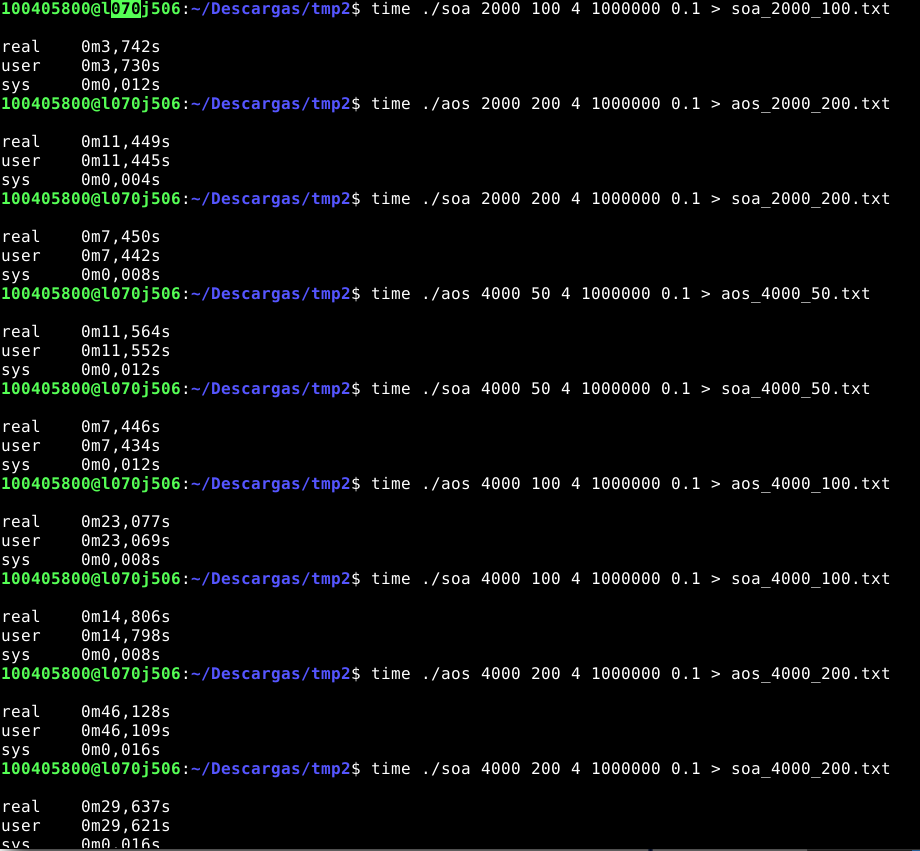 100405800@l070j506:~/Descargas/tmp2$ time ./soa 2000 100 4 1000000 0.1 > soa_2000_100.txt
real 0m3,742s
user 0m3,730s
sys 0m0,012s
100405800@l070j506:~/Descargas/tmp2$ time ./aos 2000 200 4 1000000 0.1 > aos_2000_200.txt
real 0m11,449s
user 0m11,445s
sys 0m0,004s
100405800@l070j506:~/Descargas/tmp2$ time ./soa 2000 200 4 1000000 0.1 > soa_2000_200.txt
real 0m7,450s
user 0m7,442s
sys 0m0,008s
100405800@l070j506:~/Descargas/tmp2$ time ./aos 4000 50 4 1000000 0.1 > aos_4000_50.txt
real 0m11,564s
user 0m11,552s
sys 0m0,012s
100405800@l070j506:~/Descargas/tmp2$ time ./soa 4000 50 4 1000000 0.1 > soa_4000_50.txt
real 0m7,446s
user 0m7,434s
sys 0m0,012s
100405800@l070j506:~/Descargas/tmp2$ time ./aos 4000 100 4 1000000 0.1 > aos_4000_100.txt
real 0m23,077s
user 0m23,069s
sys 0m0,008s
100405800@l070j506:~/Descargas/tmp2$ time ./soa 4000 100 4 1000000 0.1 > soa_4000_100.txt
real 0m14,806s
user 0m14,798s
sys 0m0,008s
100405800@l070j506:~/Descargas/tmp2$ time ./aos 4000 200 4 1000000 0.1 > aos_4000_200.txt
real 0m46,128s
user 0m46,109s
sys 0m0,016s
100405800@l070j506:~/Descargas/tmp2$ time ./soa 4000 200 4 1000000 0.1 > soa_4000_200.txt
real 0m29,637s
user 0m29,621s
sys 0m0,016s